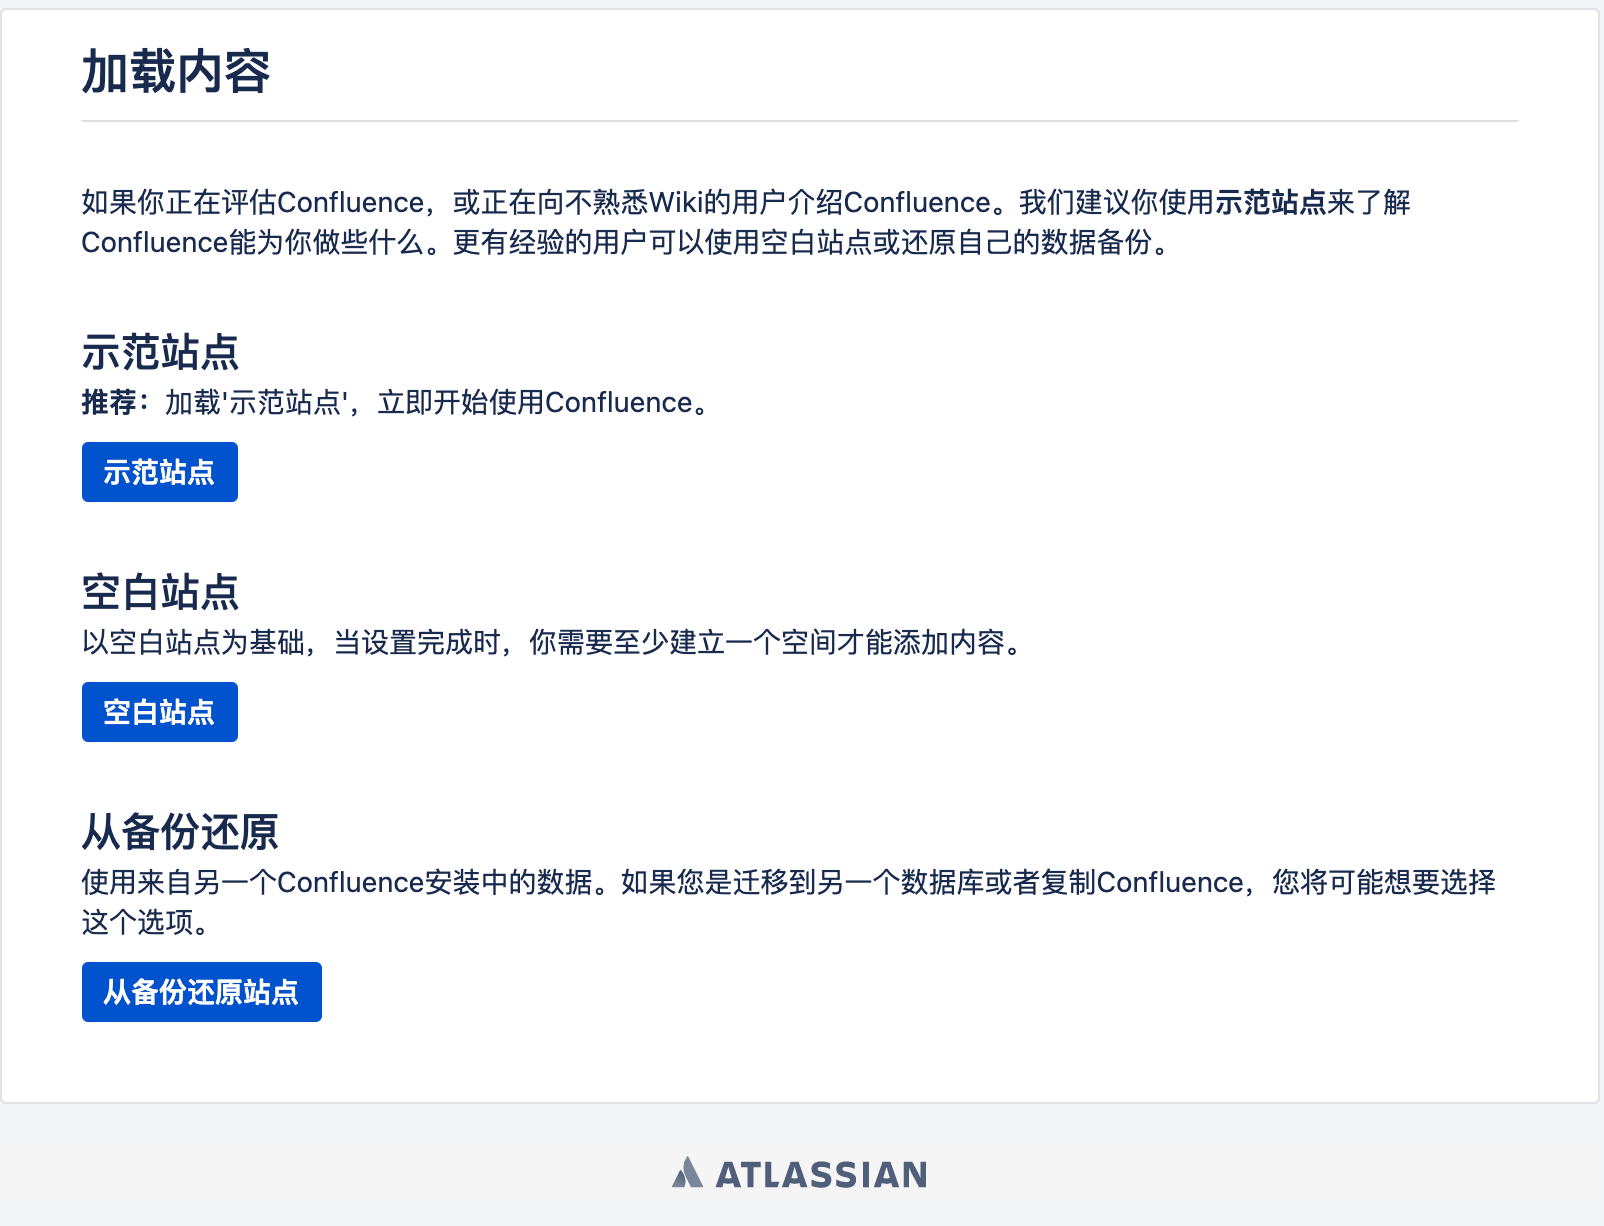 加载内容
如果你正在评估Confluence，或正在向不熟悉Wiki的用户介绍Confluence。我们建议你使用示范站点来了解
Confluence能为你做些什么。更有经验的用户可以使用空白站点或还原自己的数据备份。
示范站点
推荐：加载'示范站点'，立即开始使用Confluence。
示范站点
空白站点
以空白站点为基础，当设置完成时，你需要至少建立一个空间才能添加内容。
空白站点
从备份还原
使用来自另一个Confluence安装中的数据。如果您是迁移到另一个数据库或者复制Confluence，您将可能想要选择
这个选项。
从备份还原站点
ATLASSIAN